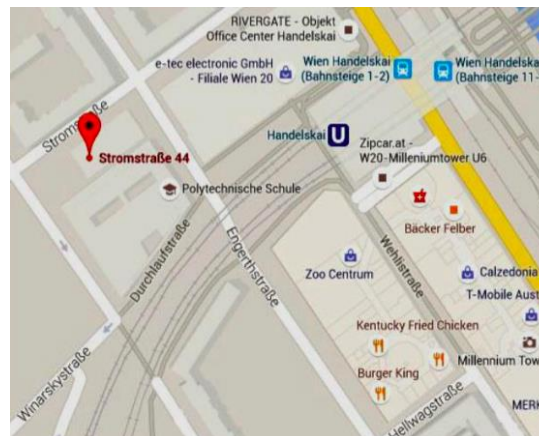 RIVERGATE - Objekt
Office Center Handelskai
e-tec electronic GmbH
- Filiale Wien 20
Wien Handelskai
(Bahnsteige 1-2)
Wien Handelskai
(Bahnsteige 11-
Stromstraße
Stromstraße 44
Handelskai
U
Zipcar.at -
W20-Milleniumtower U6
Polytechnische Schule
Bäcker Felber
Durchlaufstraße
Engerthstraße
Wehlistraße
Zoo Centrum
Calzedonia
T-Mobile Aust
Kentucky Fried Chicken
Millennium Tow
Burger King
Winarskystraße
Hellwagstraße
MERK